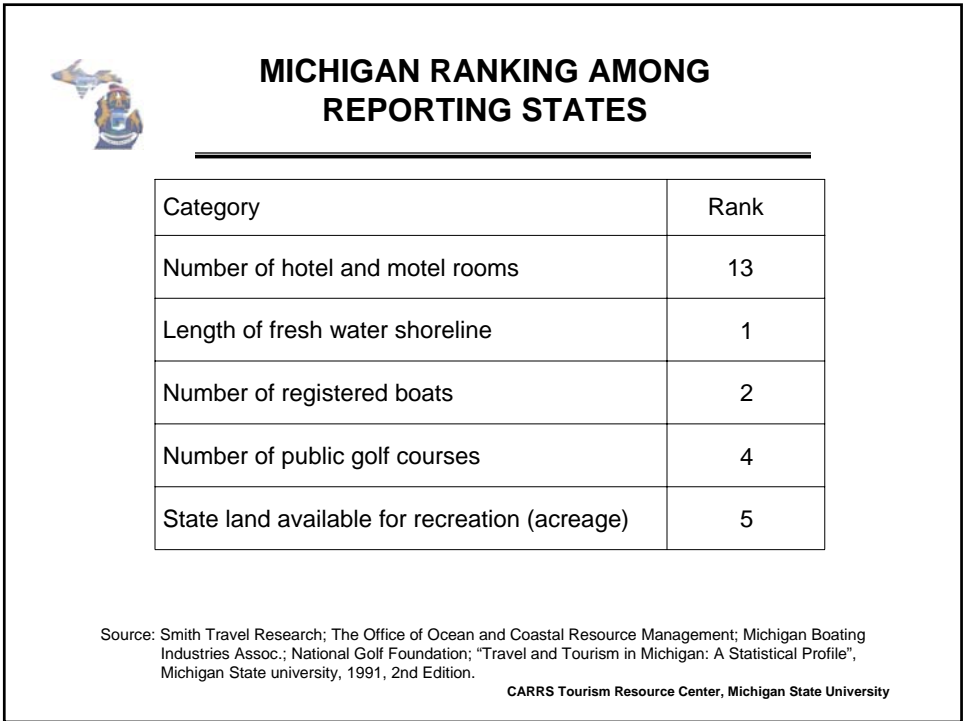 MICHIGAN RANKING AMONG
REPORTING STATES
Category Rank
Number of hotel and motel rooms 13
Length of fresh water shoreline 1
Number of registered boats 2
Number of public golf courses 4
State land available for recreation (acreage) 5
Source: Smith Travel Research; The Office of Ocean and Coastal Resource Management; Michigan Boating
Industries Assoc.; National Golf Foundation; “Travel and Tourism in Michigan: A Statistical Profile”,
Michigan State university, 1991, 2nd Edition.
CARRS Tourism Resource Center, Michigan State University